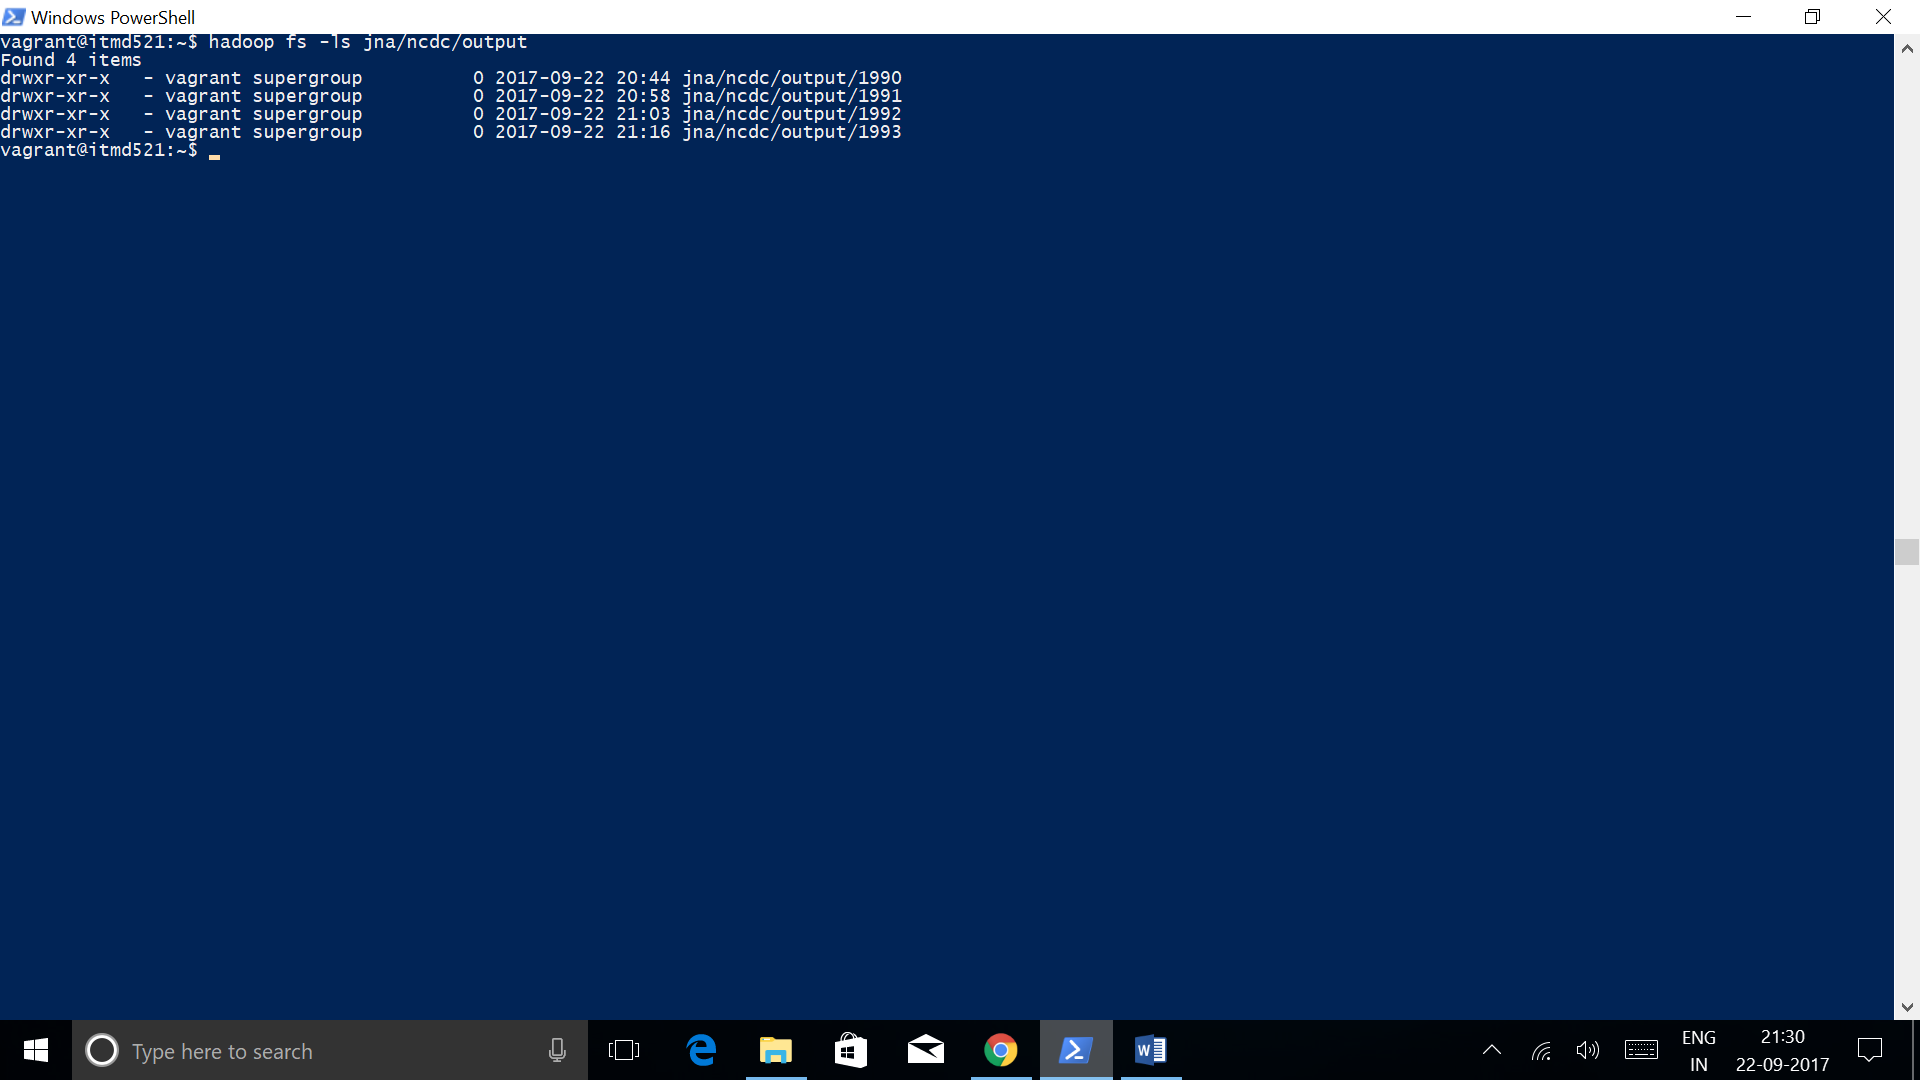 Windows PowerShell
vagrant@itmd521:~$ hadoop fs -ls jna/ncdc/output
Found 4 items
drwxr-xr-x   - vagrant supergroup          0 2017-09-22 20:44 jna/ncdc/output/1990
drwxr-xr-x   - vagrant supergroup          0 2017-09-22 20:58 jna/ncdc/output/1991
drwxr-xr-x   - vagrant supergroup          0 2017-09-22 21:03 jna/ncdc/output/1992
drwxr-xr-x   - vagrant supergroup          0 2017-09-22 21:16 jna/ncdc/output/1993
vagrant@itmd521:~$
Type here to search
ENG
IN
21:30
22-09-2017